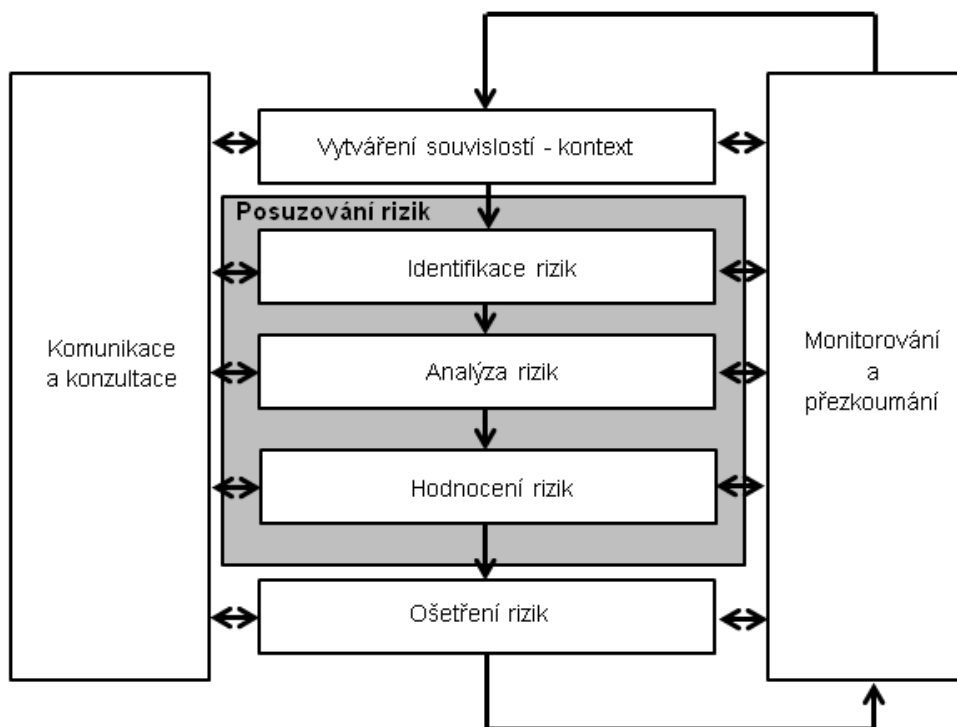 Vytváření souvislostí - kontext
Posuzování rizik
Identifikace rizik
Komunikace
a konzultace
Analýza rizik
Monitorování
a
přezkoumání
Hodnocení rizik
Ošetření rizik